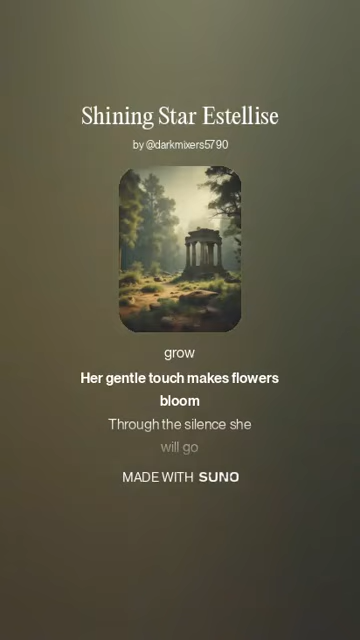 Shining Star Estellise
by @darkmixers5790
grow
Her gentle touch makes flowers
bloom
Through the silence she
will go
MADE WITH SUNO